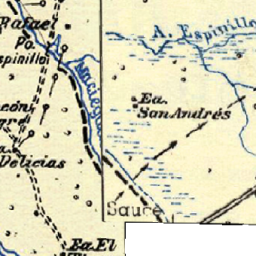 Rafael
Po.
Espinillo
A. Espinillo
Ea.
San Andrés
Delicias
Sauce
Ea. El